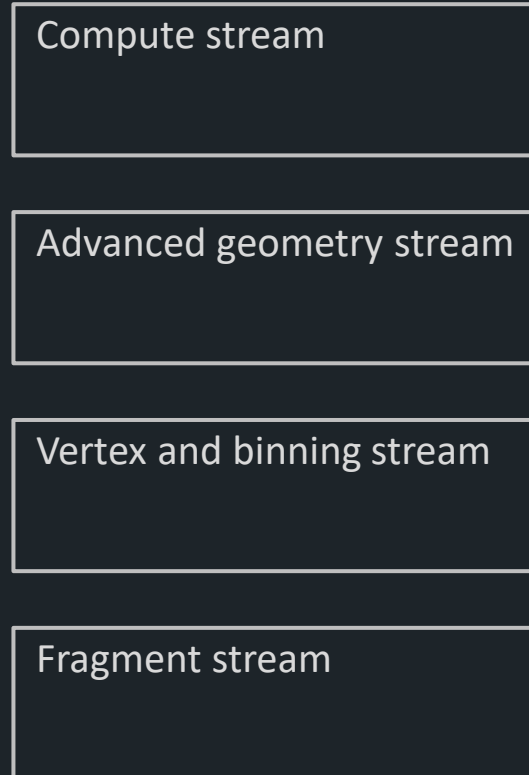 Compute stream
Advanced geometry stream
Vertex and binning stream
Fragment stream